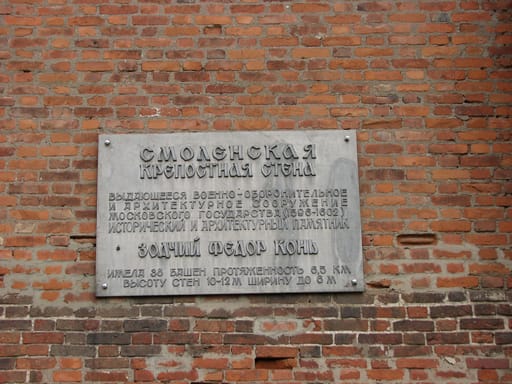 СМОЛЕНСКАЯ
КРЕПОСТНАЯ СТЕНА
ВЫДАЮЩЕЕСЯ ВОЕННО-ОБОРОНИТЕЛЬНОЕ
И АРХИТЕКТУРНОЕ СООРУЖЕНИЕ
МОСКОВСКОГО ГОСУДАРСТВА (1596-1602)
ИСТОРИЧЕСКИЙ И АРХИТЕКТУРНЫЙ ПАМЯТНИК
ЗОДЧИЙ ФЕДОР КОНЬ
ИМЕЛА 38 БАШЕН ПРОТЯЖЕННОСТЬ 6,5 КМ
ВЫСОТУ СТЕН 10-12 М ШИРИНУ ДО 6 М